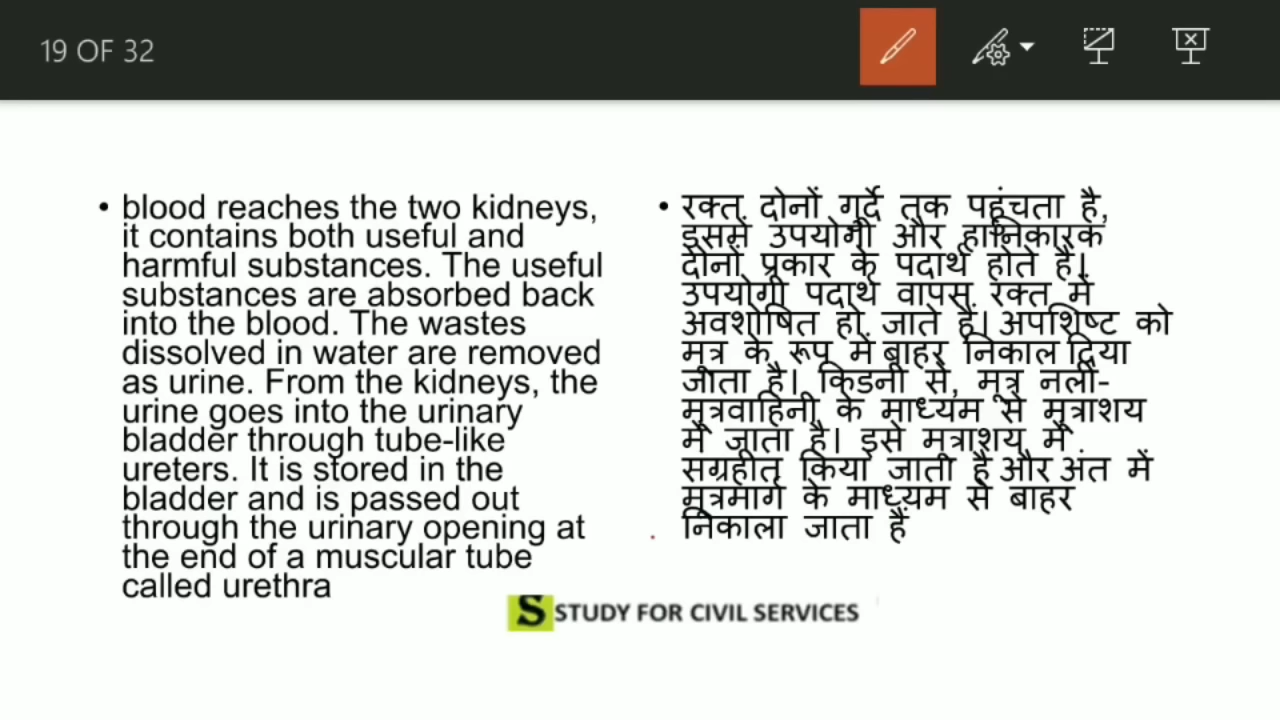 19 OF 32
• blood reaches the two kidneys,
it contains both useful and
harmful substances. The useful
substances are absorbed back
into the blood. The wastes
dissolved in water are removed
as urine. From the kidneys, the
urine goes into the urinary
bladder through tube-like
ureters. It is stored in the
bladder and is passed out
through the urinary opening at
the end of a muscular tube
called urethra
• रक्त दोनों गुर्दे तक पहुंचता है,
इसमें उपयोगी और हानिकारक
दोनों प्रकार के पदार्थ होते हैं।
उपयोगी पदार्थ वापस रक्त में
अवशोषित हो जाते हैं। अपशिष्ट को
मूत्र के रूप में बाहर निकाल दिया
जाता है। किडनी से, मूत्र नली-
मूत्रवाहिनी के माध्यम से मूत्राशय
में जाता है। इसे मूत्राशय में
संग्रहीत किया जाता है और अंत में
मूत्रमार्ग के माध्यम से बाहर
निकाला जाता है
S STUDY FOR CIVIL SERVICES